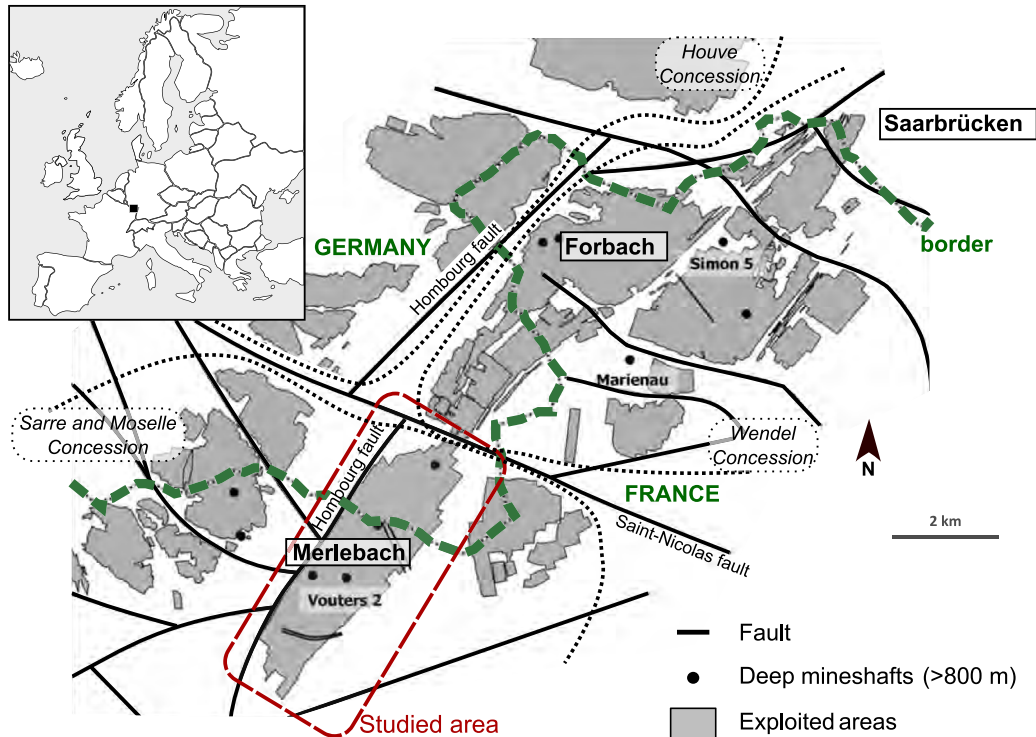 Houve
Concession
Saarbrücken
GERMANY
Hombourg fault
Forbach
Simon 5
border
Marienau
Sarre and Moselle
Concession
Wendel
Concession
N
Hombourg fault
FRANCE
Saint-Nicolas fault
2 km
Merlebach
Vouters 2
Fault
Deep mineshafts (>800 m)
Exploited areas
Studied area